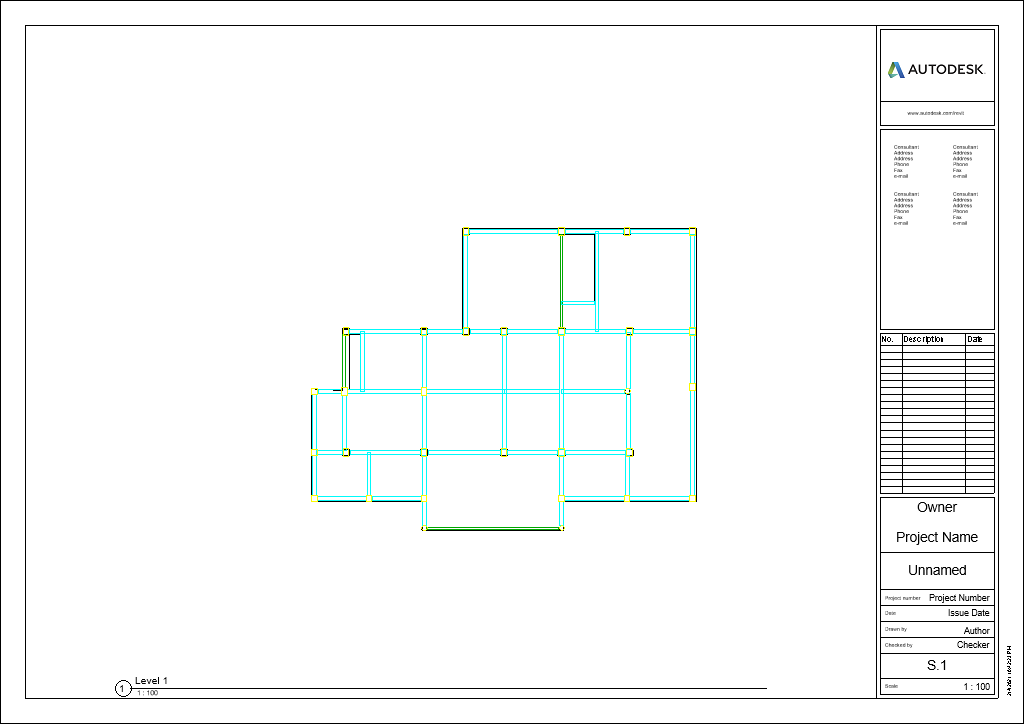 AUTODESK.
www.autodesk.com/revit
Consultant
Address
Address
Phone
Fax
e-mail
Consultant
Address
Address
Phone
Fax
e-mail
Consultant
Address
Address
Phone
Fax
e-mail
Consultant
Address
Address
Phone
Fax
e-mail
No. Description Date
Owner
Project Name
Unnamed
Project number Project Number
Date Issue Date
Drawn by Author
Checked by Checker
S.1
Scale 1 : 100
1 Level 1
1 : 100